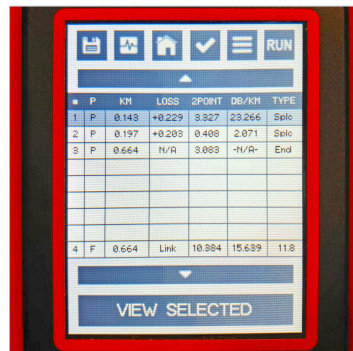 RUN
# P KM LOSS 2POINT DB/KM TYPE
1 P 0.143 +0.229 3.327 23.266 Splc
2 P 0.197 +0.203 0.408 2.071 Splc
3 P 0.664 N/A 3.083 -N/A- End
4 F 0.664 Link 10.384 15.639 11.8
VIEW SELECTED